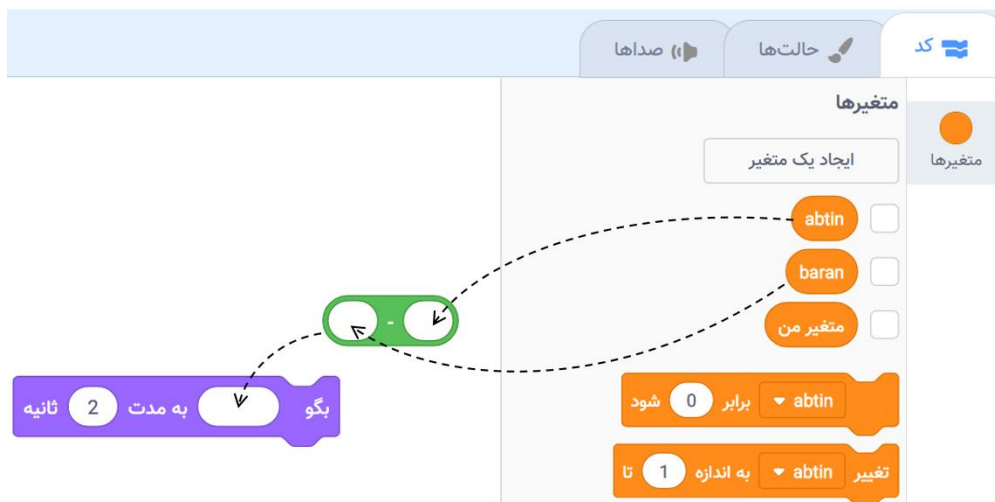 کد
حالت‌ها
صداها
متغیرها
متغیرها
ایجاد یک متغیر
abtin
baran
متغیر من
-
بگو به مدت 2 ثانیه
abtin برابر 0 شود
تغییر abtin به اندازه 1 تا